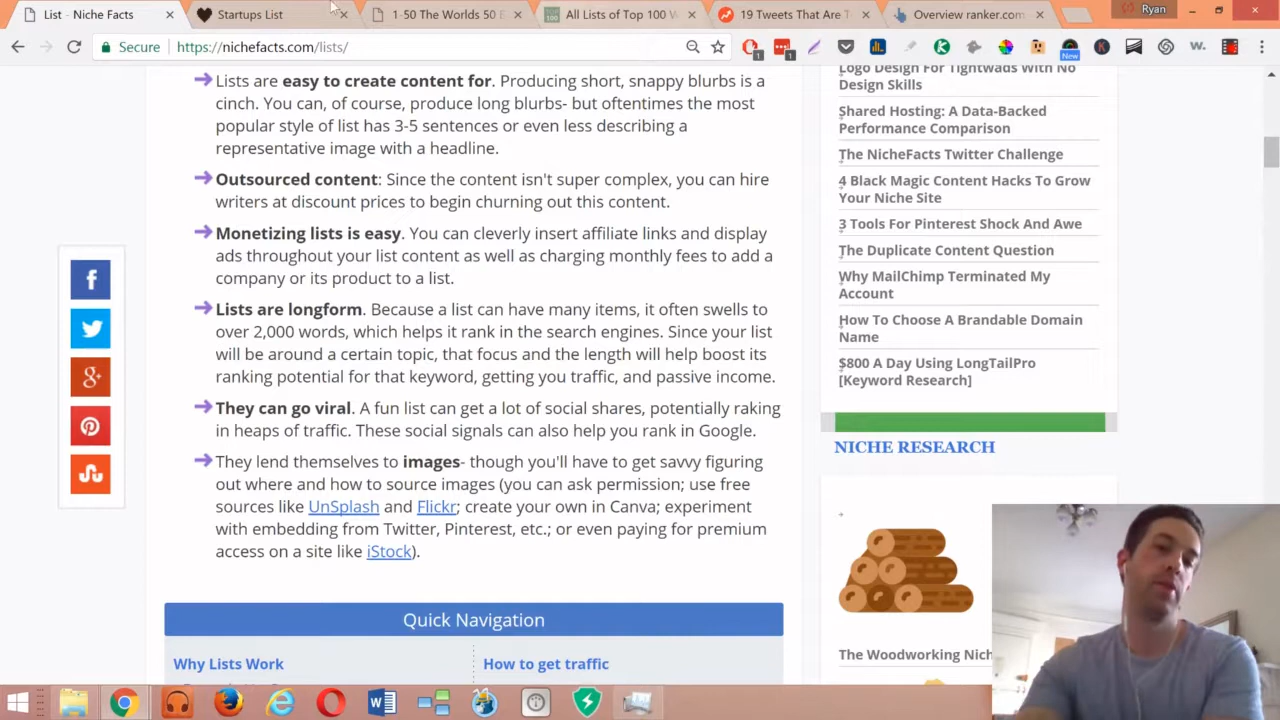 List - Niche Facts
Startups List
1-50 The Worlds 50 E
All Lists of Top 100
19 Tweets That Are T
Overview ranker.com
Ryan
Secure
https://nichefacts.com/lists/
1
1
New
w.
Lists are easy to create content for. Producing short, snappy blurbs is a
cinch. You can, of course, produce long blurbs- but oftentimes the most
popular style of list has 3-5 sentences or even less describing a
representative image with a headline.
Outsourced content: Since the content isn't super complex, you can hire
writers at discount prices to begin churning out this content.
Monetizing lists is easy. You can cleverly insert affiliate links and display
ads throughout your list content as well as charging monthly fees to add a
company or its product to a list.
Lists are longform. Because a list can have many items, it often swells to
over 2,000 words, which helps it rank in the search engines. Since your list
will be around a certain topic, that focus and the length will help boost its
ranking potential for that keyword, getting you traffic, and passive income.
They can go viral. A fun list can get a lot of social shares, potentially raking
in heaps of traffic. These social signals can also help you rank in Google.
They lend themselves to images- though you'll have to get savvy figuring
out where and how to source images (you can ask permission; use free
sources like UnSplash and Flickr; create your own in Canva; experiment
with embedding from Twitter, Pinterest, etc.; or even paying for premium
access on a site like iStock).
Quick Navigation
Why Lists Work
How to get traffic
Logo Design For Tightwads With No
Design Skills
Shared Hosting: A Data-Backed
Performance Comparison
The NicheFacts Twitter Challenge
4 Black Magic Content Hacks To Grow
Your Niche Site
3 Tools For Pinterest Shock And Awe
The Duplicate Content Question
Why MailChimp Terminated My
Account
How To Choose A Brandable Domain
Name
$800 A Day Using LongTailPro
[Keyword Research]
NICHE RESEARCH
The Woodworking Nich